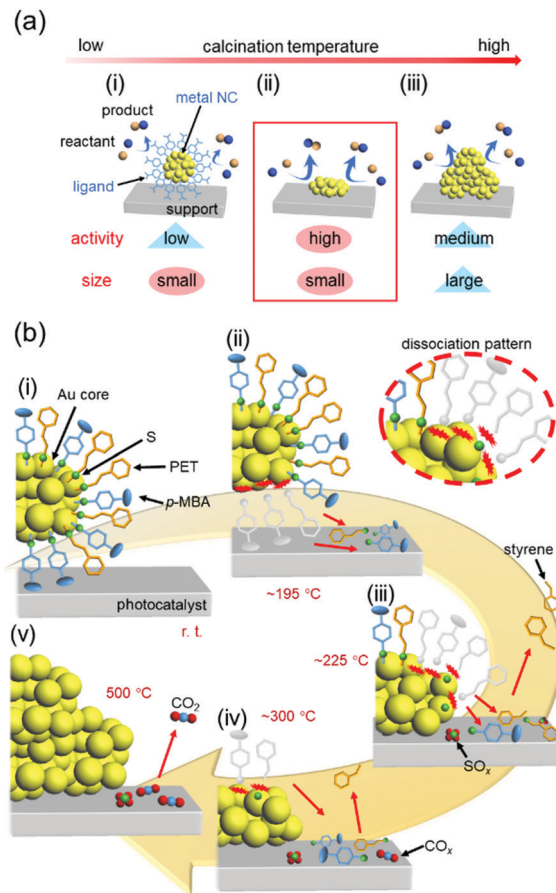 (a)
low calcination temperature high
(i) (ii) (iii)
product metal NC
reactant
ligand
support
activity low high medium
size small small large
(b)
(i) (ii) dissociation pattern
Au core
S
PET
p-MBA
photocatalyst
r. t.
~195 °C
styrene
(iii)
~225 °C
SOx
(v)
500 °C
CO2
(iv)
~300 °C
COx